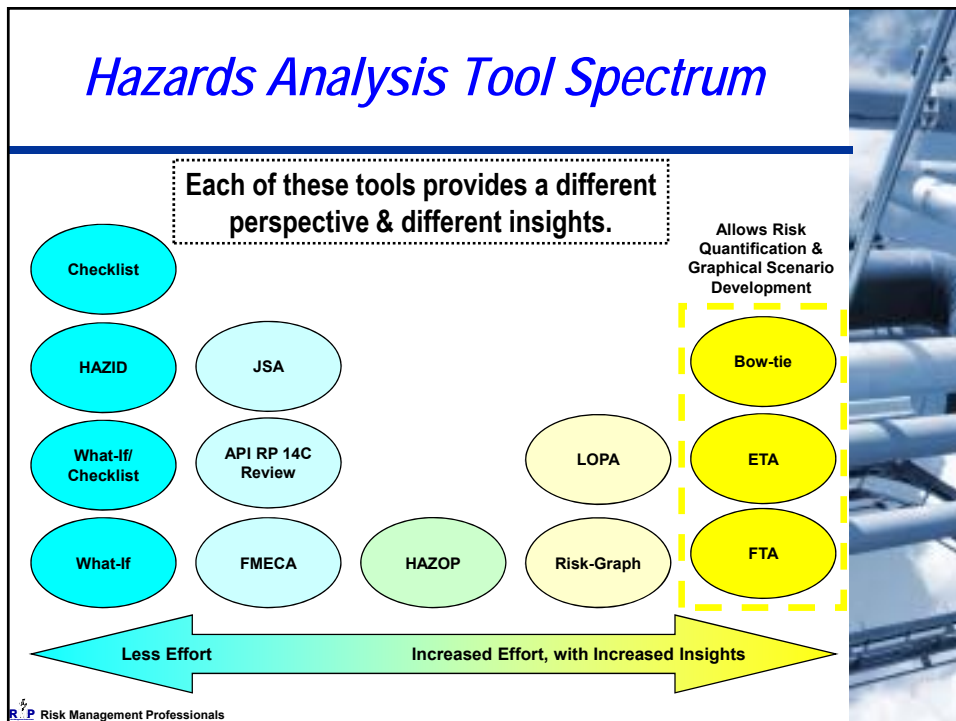 Hazards Analysis Tool Spectrum
Each of these tools provides a different
perspective & different insights.
Allows Risk
Quantification &
Graphical Scenario
Development
Checklist
HAZID
JSA
Bow-tie
What-If/
Checklist
API RP 14C
Review
LOPA
ETA
What-If
FMECA
HAZOP
Risk-Graph
FTA
Less Effort
Increased Effort, with Increased Insights
R P Risk Management Professionals